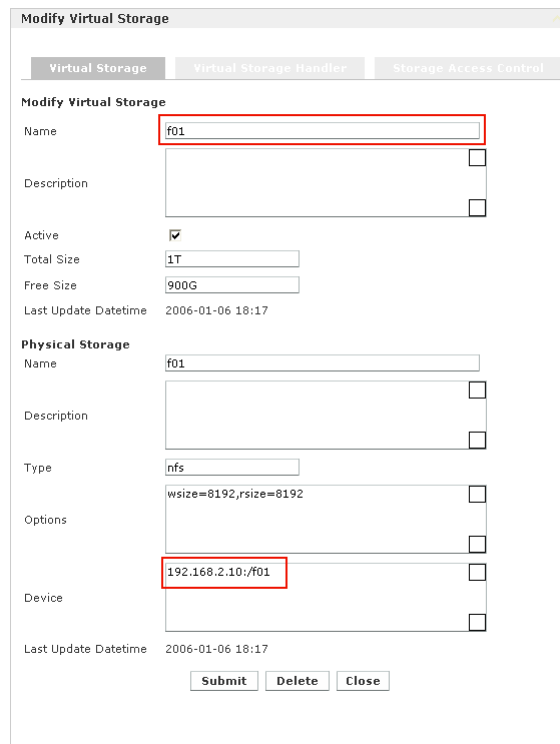 Modify Virtual Storage
Virtual Storage Virtual Storage Handler Storage Access Control
Modify Virtual Storage
Name f01
Description
Active
Total Size 1T
Free Size 900G
Last Update Datetime 2006-01-06 18:17
Physical Storage
Name f01
Description
Type nfs
Options wsize=8192,rsize=8192
Device 192.168.2.10:/f01
Last Update Datetime 2006-01-06 18:17
Submit Delete Close